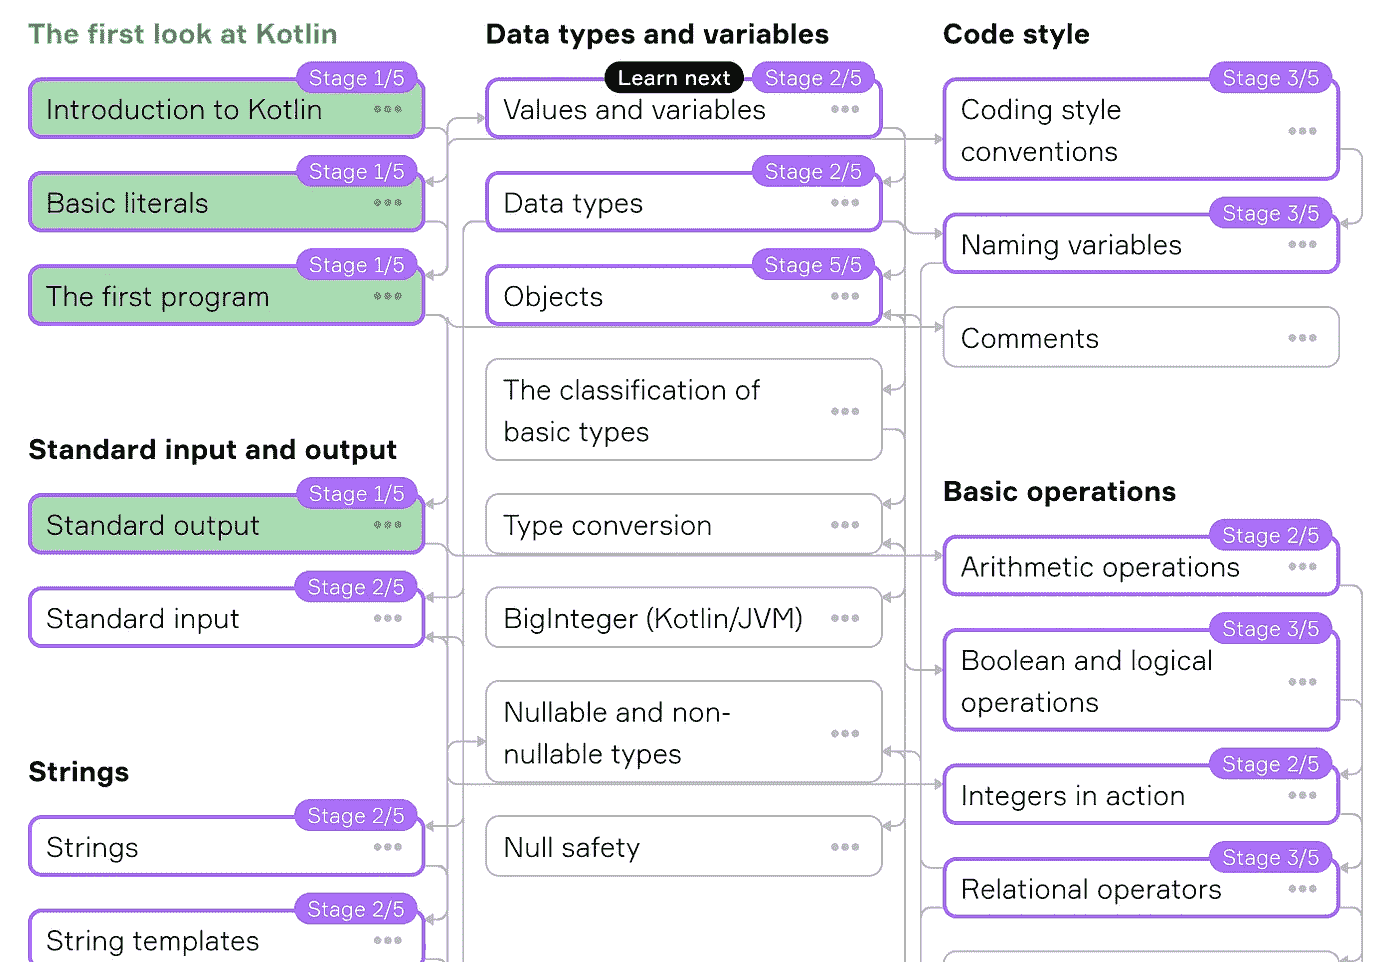 The first look at Kotlin
Stage 1/5
Introduction to Kotlin
Stage 1/5
Basic literals
Stage 1/5
The first program
Standard input and output
Stage 1/5
Standard output
Stage 2/5
Standard input
Strings
Stage 2/5
Strings
Stage 2/5
String templates
Data types and variables
Learn next
Stage 2/5
Values and variables
Stage 2/5
Data types
Stage 5/5
Objects
The classification of
basic types
Type conversion
BigInteger (Kotlin/JVM)
Nullable and non-
nullable types
Null safety
Code style
Stage 3/5
Coding style
conventions
Stage 3/5
Naming variables
Comments
Basic operations
Stage 2/5
Arithmetic operations
Stage 3/5
Boolean and logical
operations
Stage 2/5
Integers in action
Stage 3/5
Relational operators